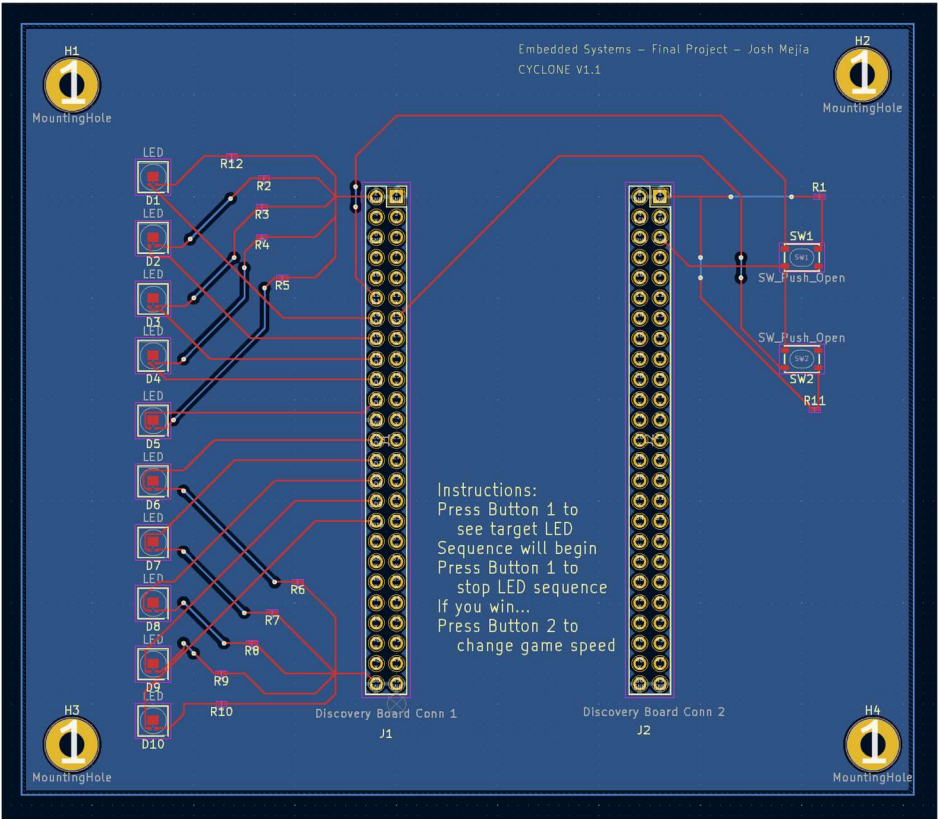 Embedded Systems – Final Project – Josh Mejia
CYCLONE V1.1
H1
1
MountingHole
H2
1
MountingHole
LED
D1
LED
D2
LED
D3
LED
D4
LED
D5
LED
D6
LED
D7
LED
D8
LED
D9
LED
D10
R12
R2
R3
R4
R5
R6
R7
R8
R9
R10
R1
SW1
SW1
SW_Push_Open
SW_Push_Open
SW2
SW2
R11
Instructions:
Press Button 1 to
see target LED
Sequence will begin
Press Button 1 to
stop LED sequence
If you win...
Press Button 2 to
change game speed
Discovery Board Conn 1
J1
Discovery Board Conn 2
J2
H3
1
MountingHole
H4
1
MountingHole